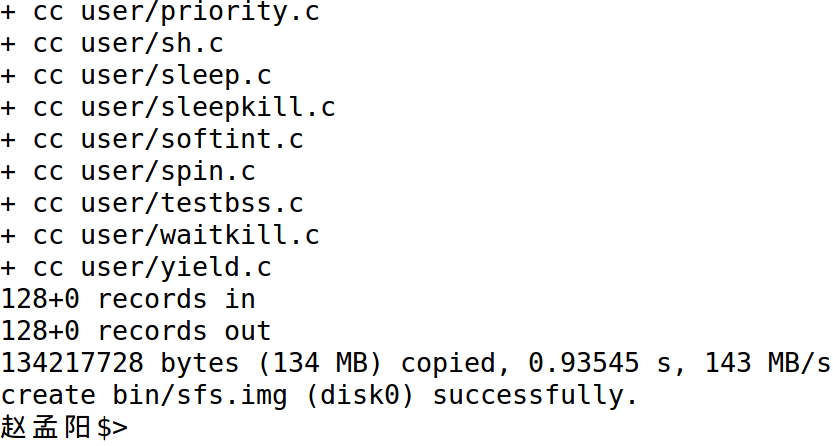 + cc user/priority.c
+ cc user/sh.c
+ cc user/sleep.c
+ cc user/sleepkill.c
+ cc user/softint.c
+ cc user/spin.c
+ cc user/testbss.c
+ cc user/waitkill.c
+ cc user/yield.c
128+0 records in
128+0 records out
134217728 bytes (134 MB) copied, 0.93545 s, 143 MB/s
create bin/sfs.img (disk0) successfully.
赵孟阳$>